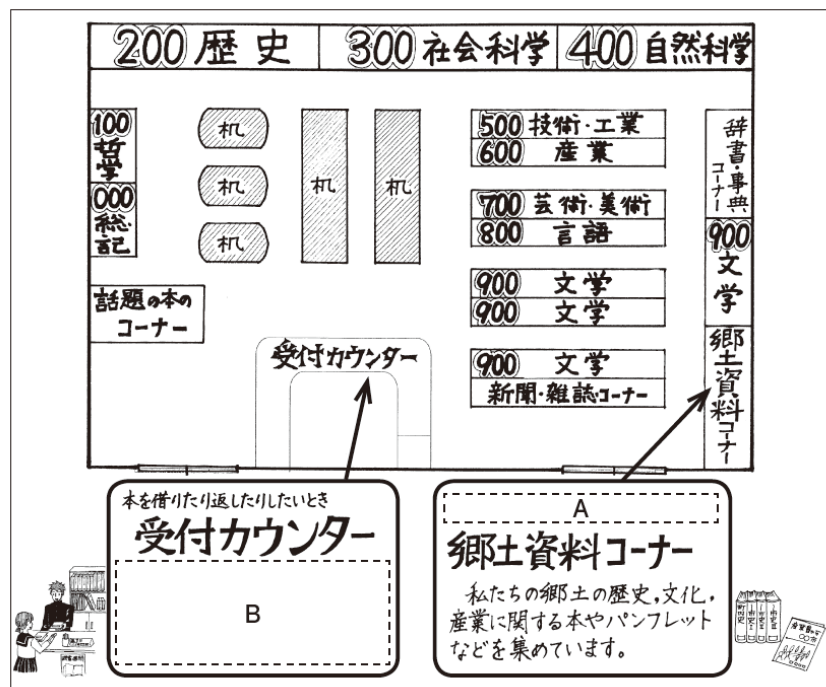 200 歴史
300 社会科学
400 自然科学
100 哲学
000 総記
机
机
机
机
机
500 技術・工業
600 産業
700 芸術・美術
800 言語
900 文学
900 文学
900 文学
新聞・雑誌コーナー
辞書・事典コーナー
900 文学
郷土資料コーナー
話題の本の
コーナー
受付カウンター
本を借りたり返したりしたいとき
受付カウンター
B
A
郷土資料コーナー
私たちの郷土の歴史,文化,
産業に関する本やパンフレット
などを集めています。